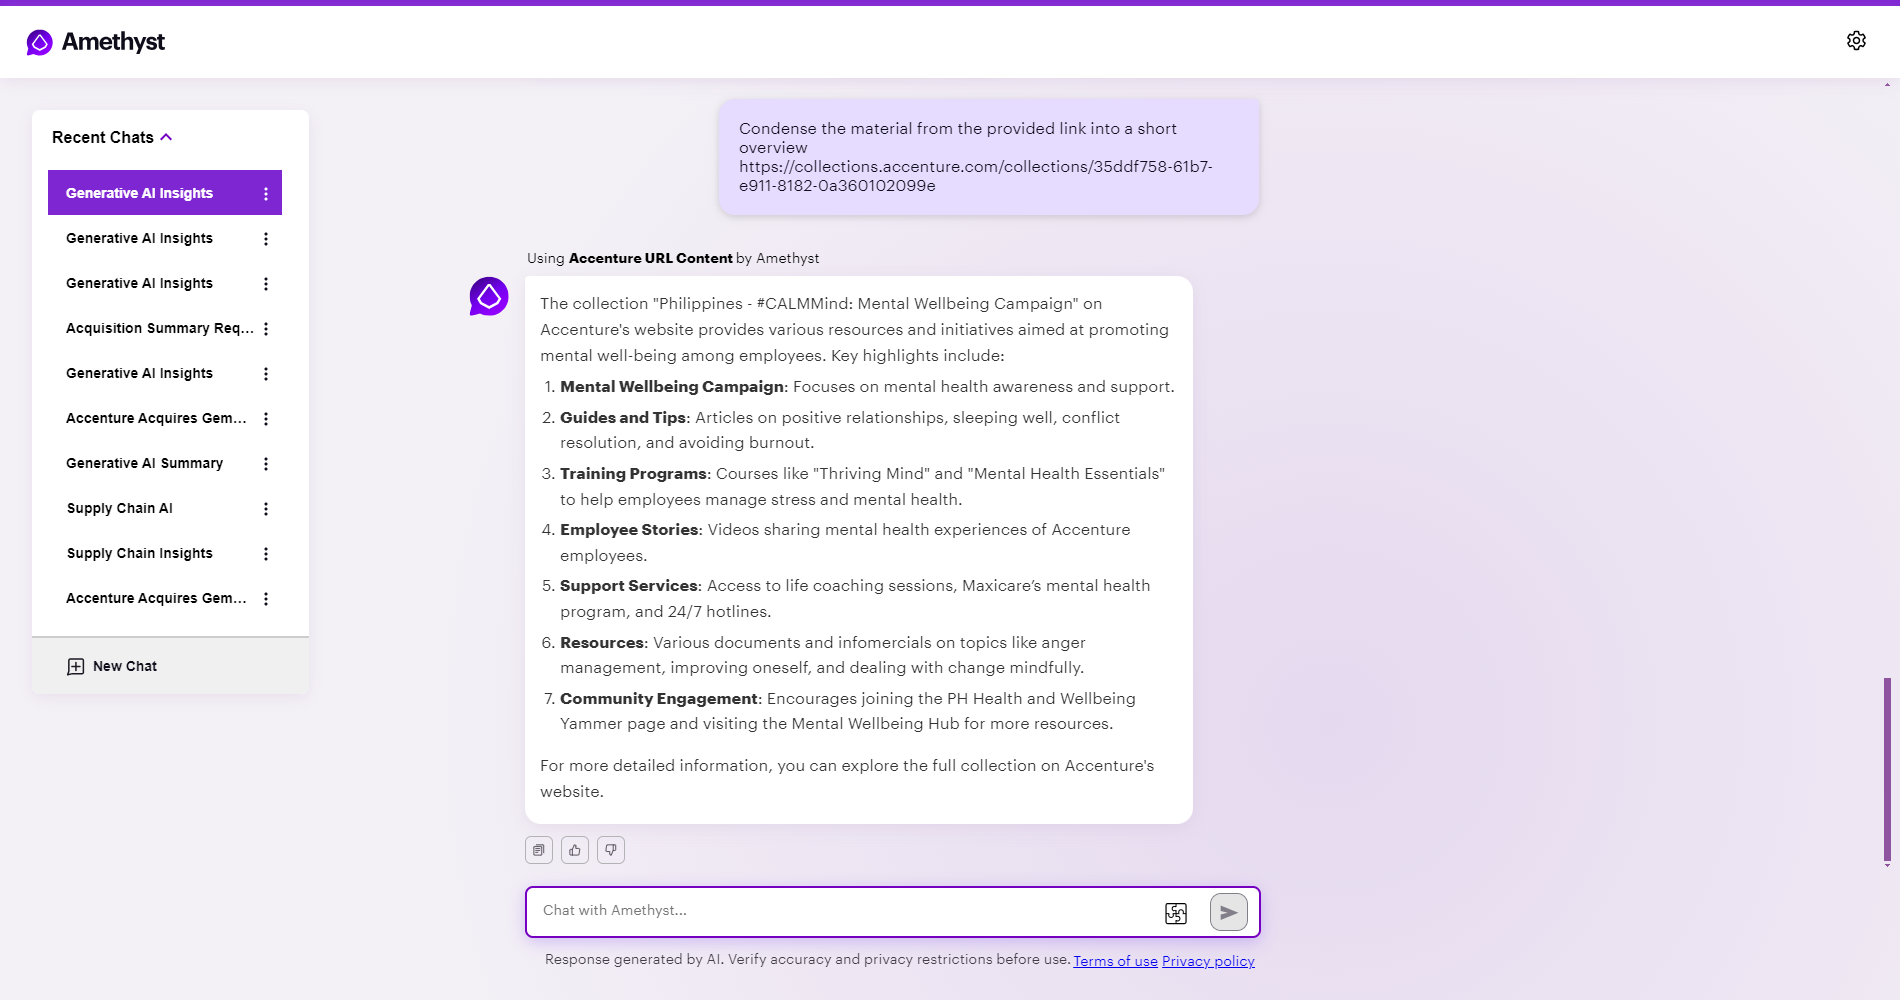 Amethyst
Recent Chats
Generative AI Insights
Generative AI Insights
Generative AI Insights
Acquisition Summary Req...
Generative AI Insights
Accenture Acquires Gem...
Generative AI Summary
Supply Chain AI
Supply Chain Insights
Accenture Acquires Gem...
New Chat
Condense the material from the provided link into a short
overview
https://collections.accenture.com/collections/35ddf758-61b7-
e911-8182-0a360102099e
Using Accenture URL Content by Amethyst
The collection "Philippines - #CALMMind: Mental Wellbeing Campaign" on
Accenture's website provides various resources and initiatives aimed at promoting
mental well-being among employees. Key highlights include:
1. Mental Wellbeing Campaign: Focuses on mental health awareness and support.
2. Guides and Tips: Articles on positive relationships, sleeping well, conflict
resolution, and avoiding burnout.
3. Training Programs: Courses like "Thriving Mind" and "Mental Health Essentials"
to help employees manage stress and mental health.
4. Employee Stories: Videos sharing mental health experiences of Accenture
employees.
5. Support Services: Access to life coaching sessions, Maxicare’s mental health
program, and 24/7 hotlines.
6. Resources: Various documents and infomercials on topics like anger
management, improving oneself, and dealing with change mindfully.
7. Community Engagement: Encourages joining the PH Health and Wellbeing
Yammer page and visiting the Mental Wellbeing Hub for more resources.
For more detailed information, you can explore the full collection on Accenture's
website.
Chat with Amethyst...
Response generated by AI. Verify accuracy and privacy restrictions before use. Terms of use Privacy policy